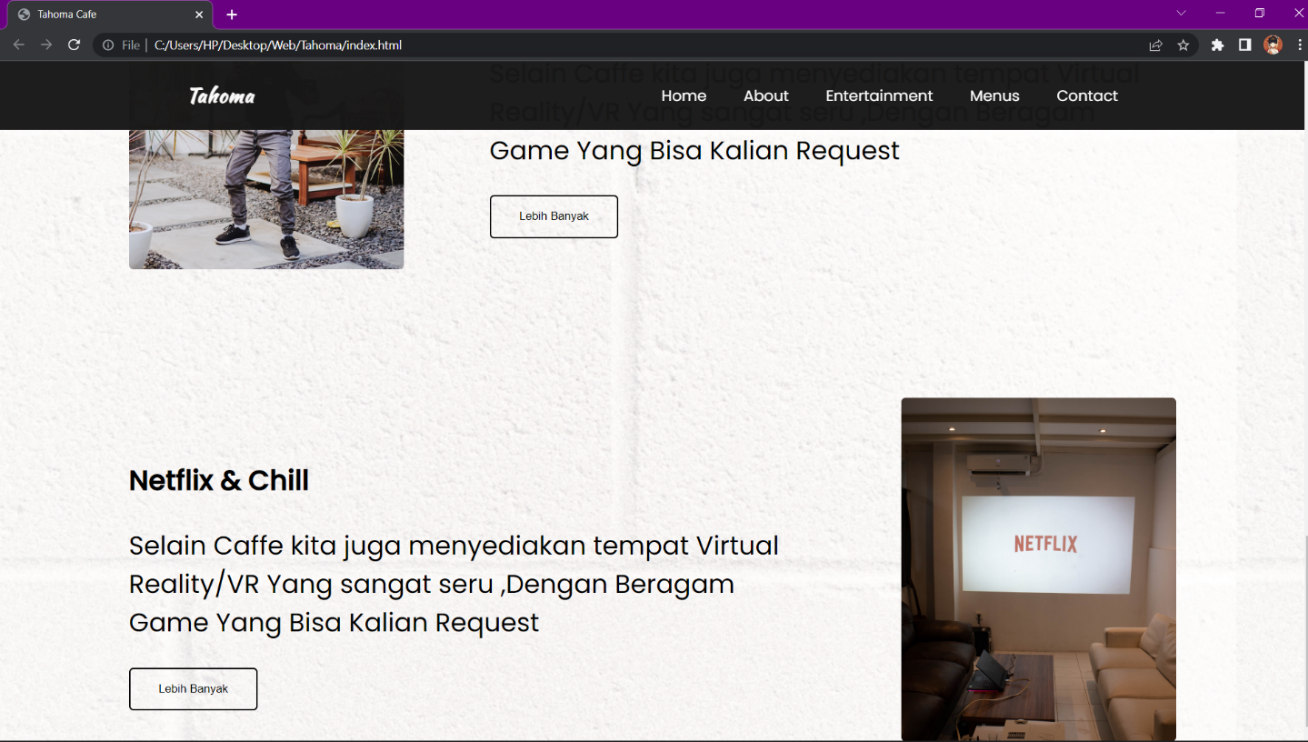 Tahoma Cafe
File | C:/Users/HP/Desktop/Web/Tahoma/index.html
Tahoma
Home About Entertainment Menus Contact
Selain Caffe kita juga menyediakan tempat Virtual
Reality/VR Yang sangat seru ,Dengan Beragam
Game Yang Bisa Kalian Request
Lebih Banyak
Netflix & Chill
Selain Caffe kita juga menyediakan tempat Virtual
Reality/VR Yang sangat seru ,Dengan Beragam
Game Yang Bisa Kalian Request
Lebih Banyak
NETFLIX